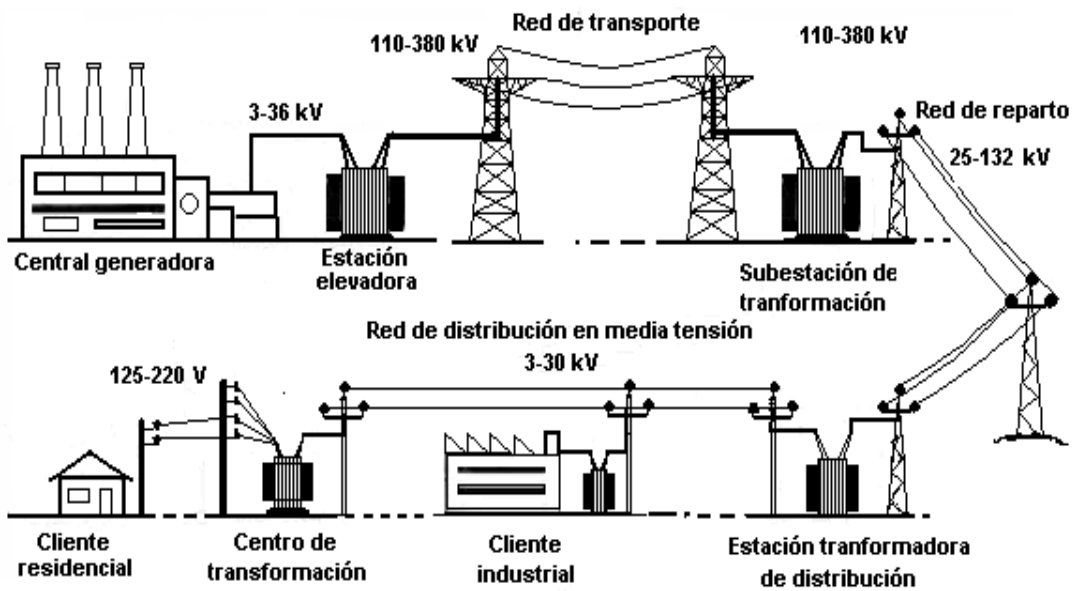 Red de transporte
110-380 kV
110-380 kV
3-36 kV
Red de reparto
25-132 kV
Central generadora
Estación
elevadora
Subestación de
tranformación
Red de distribución en media tensión
3-30 kV
125-220 V
Cliente
residencial
Centro de
transformación
Cliente
industrial
Estación tranformadora
de distribución